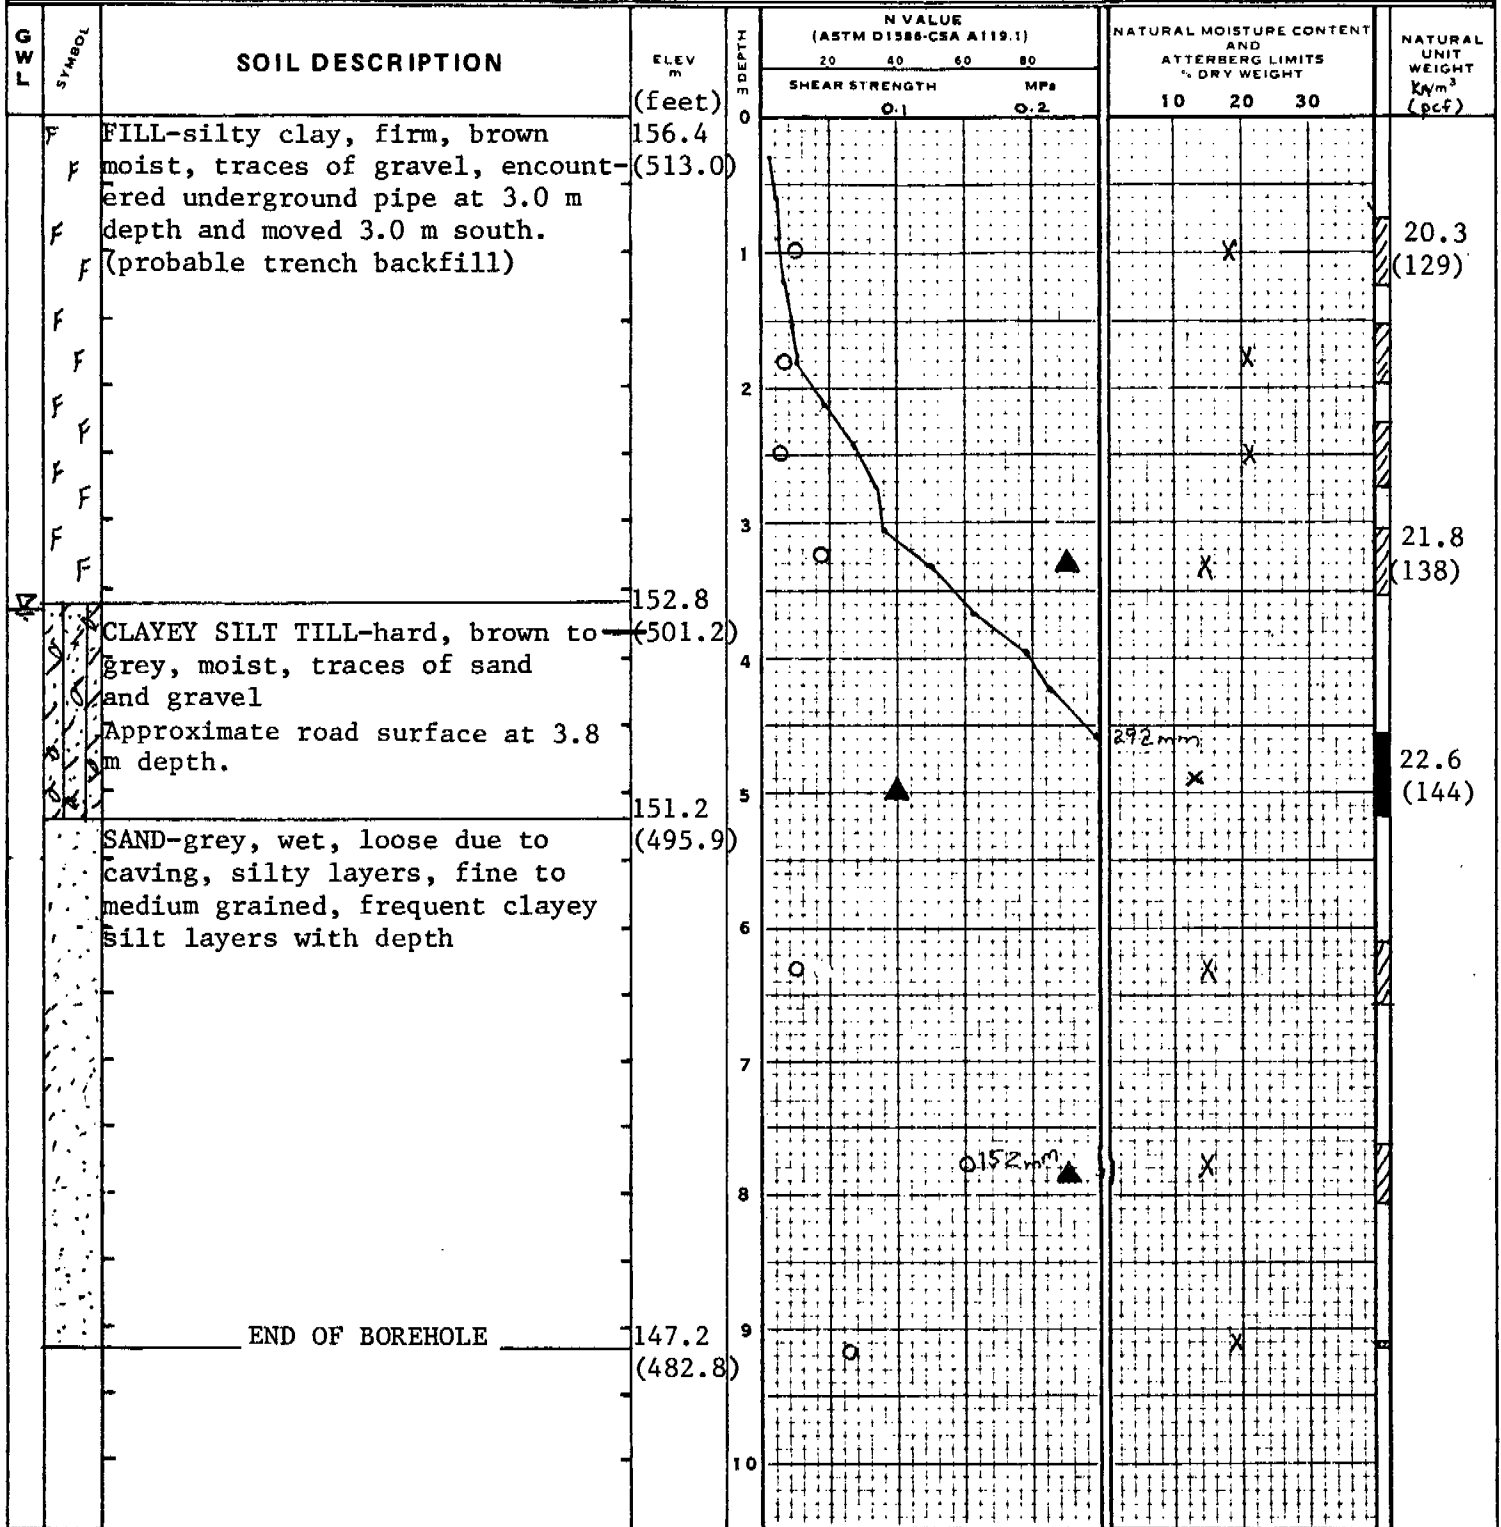 GWL
SYMBOL
SOIL DESCRIPTION
ELEV
m
(feet)
DEPTH
m
N VALUE
(ASTM D1586-CSA A119.1)
20 40 60 80
SHEAR STRENGTH MPa
0.1 0.2
NATURAL MOISTURE CONTENT
AND
ATTERBERG LIMITS
% DRY WEIGHT
10 20 30
NATURAL
UNIT
WEIGHT
KN/m³
(pcf)
0
FILL-silty clay, firm, brown
moist, traces of gravel, encount-
ered underground pipe at 3.0 m
depth and moved 3.0 m south.
(probable trench backfill)
156.4
(513.0)
F
F
F
F
F
F
F
F
F
F
F
F
1
20.3
(129)
2
3
21.8
(138)
152.8
(501.2)
CLAYEY SILT TILL-hard, brown to
grey, moist, traces of sand
and gravel
Approximate road surface at 3.8
m depth.
4
292mm
22.6
(144)
5
151.2
(495.9)
SAND-grey, wet, loose due to
caving, silty layers, fine to
medium grained, frequent clayey
silt layers with depth
6
7
152mm
8
9
END OF BOREHOLE
147.2
(482.8)
10